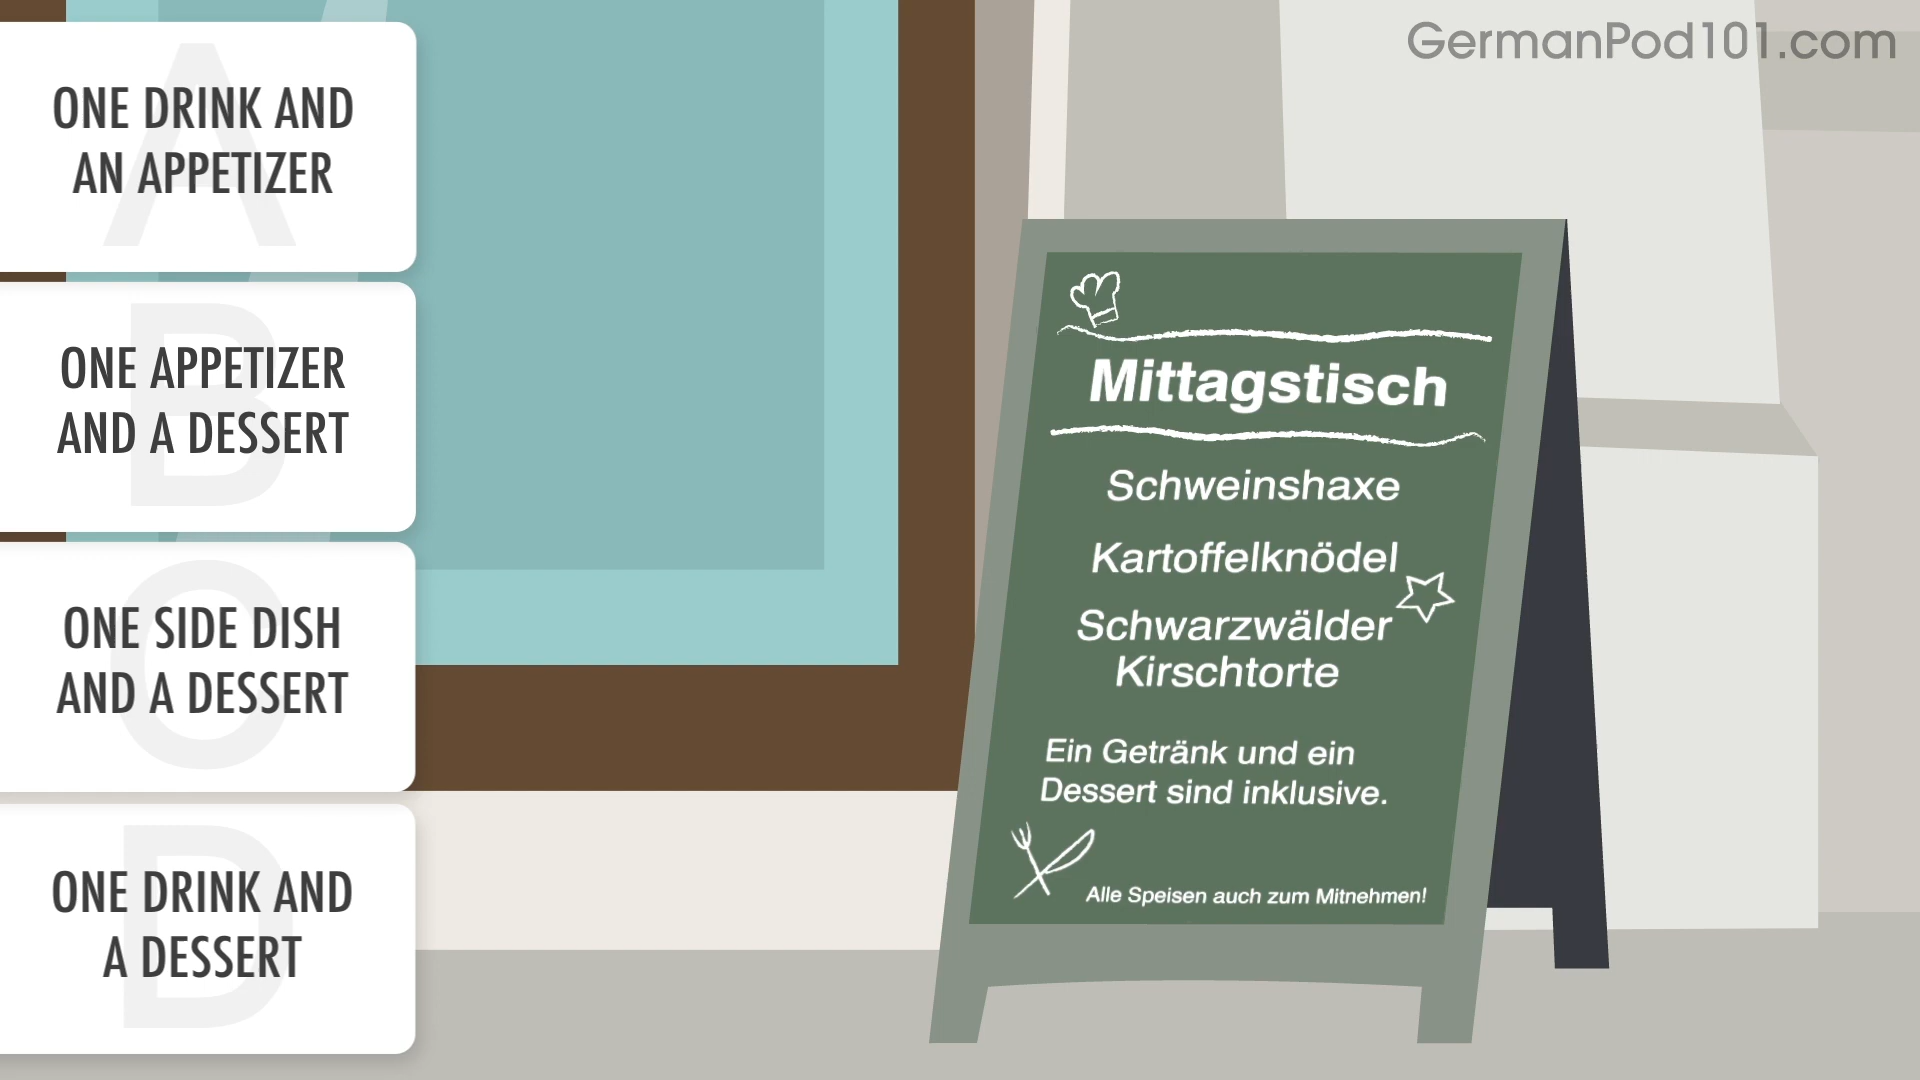 GermanPod101.com
A
ONE DRINK AND
AN APPETIZER
B
ONE APPETIZER
AND A DESSERT
C
ONE SIDE DISH
AND A DESSERT
D
ONE DRINK AND
A DESSERT
Mittagstisch
Schweinshaxe
Kartoffelknödel
Schwarzwälder
Kirschtorte
Ein Getränk und ein
Dessert sind inklusive.
Alle Speisen auch zum Mitnehmen!